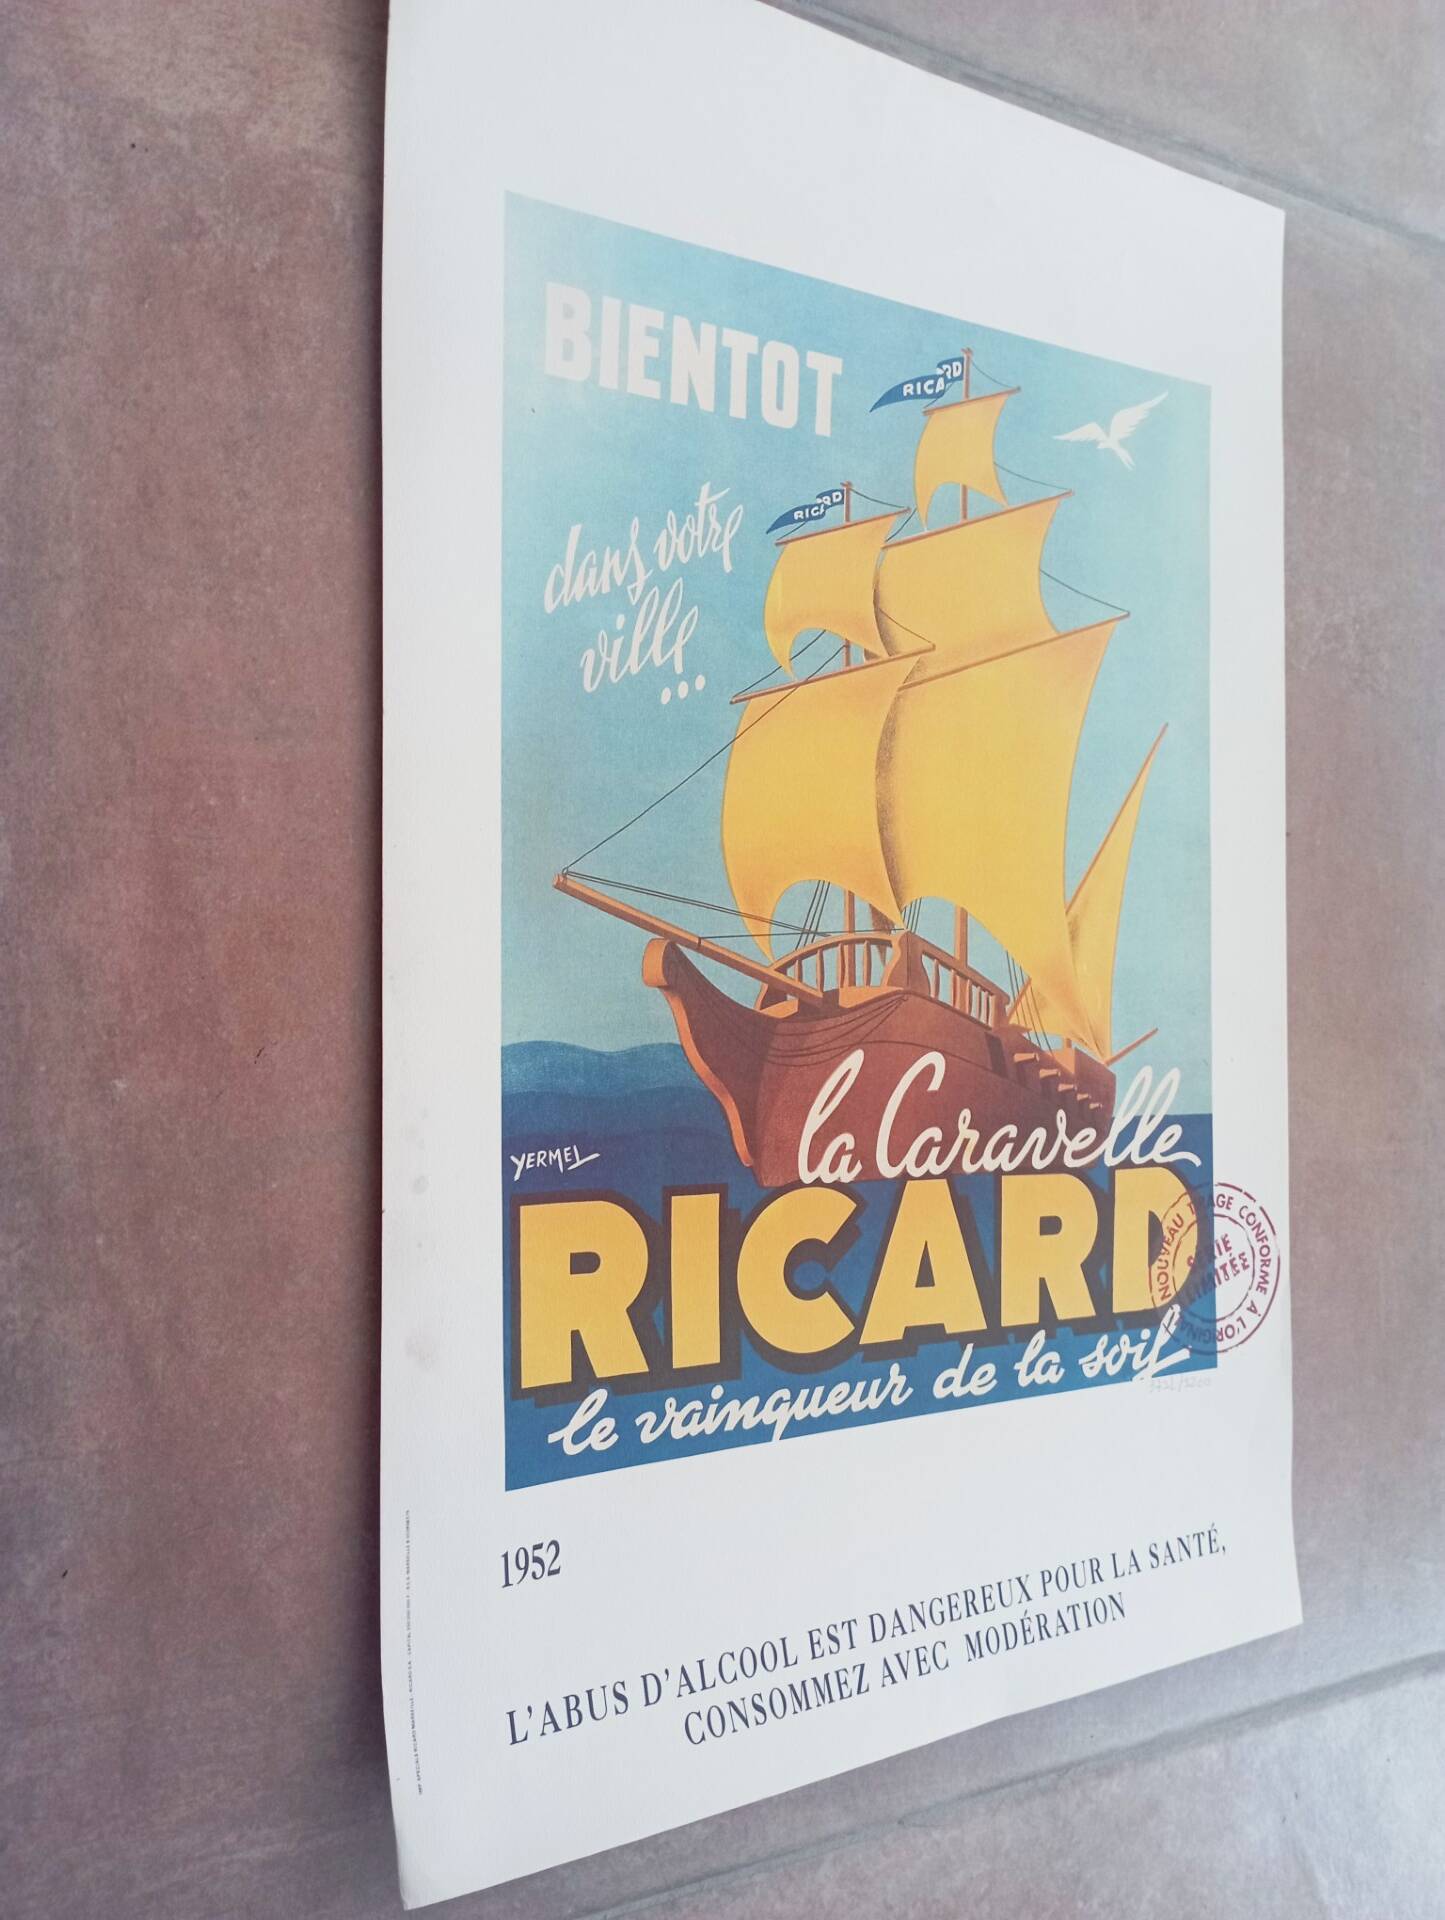 BIENTOT
RICARD
RICARD
dans votre
ville...
YERMEL
la Caravelle
RICARD
le vainqueur de la soif
NOUVEAU TIRAGE CONFORME À L'ORIGINAL
SÉRIE
LIMITÉE
1952
L'ABUS D'ALCOOL EST DANGEREUX POUR LA SANTÉ,
CONSOMMEZ AVEC MODÉRATION